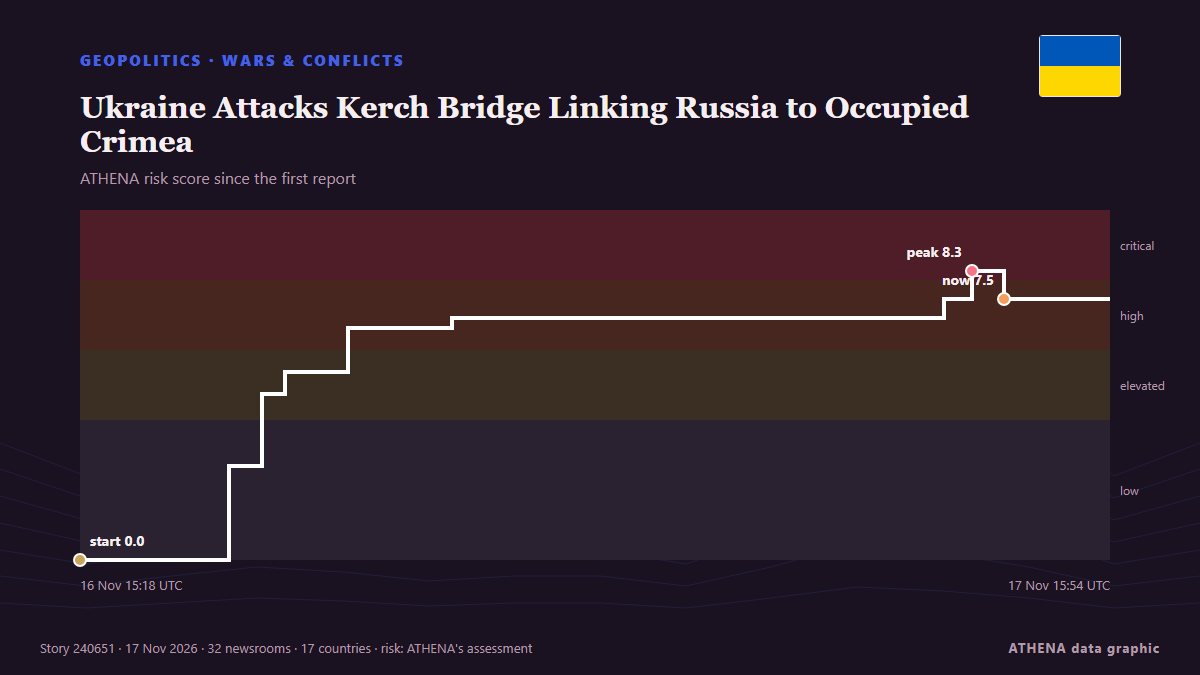 GEOPOLITICS · WARS & CONFLICTS
Ukraine Attacks Kerch Bridge Linking Russia to Occupied
Crimea
ATHENA risk score since the first report
critical
peak 8.3
now 7.5
high
elevated
low
start 0.0
16 Nov 15:18 UTC
17 Nov 15:54 UTC
Story 240651 · 17 Nov 2026 · 32 newsrooms · 17 countries · risk: ATHENA's assessment
ATHENA data graphic